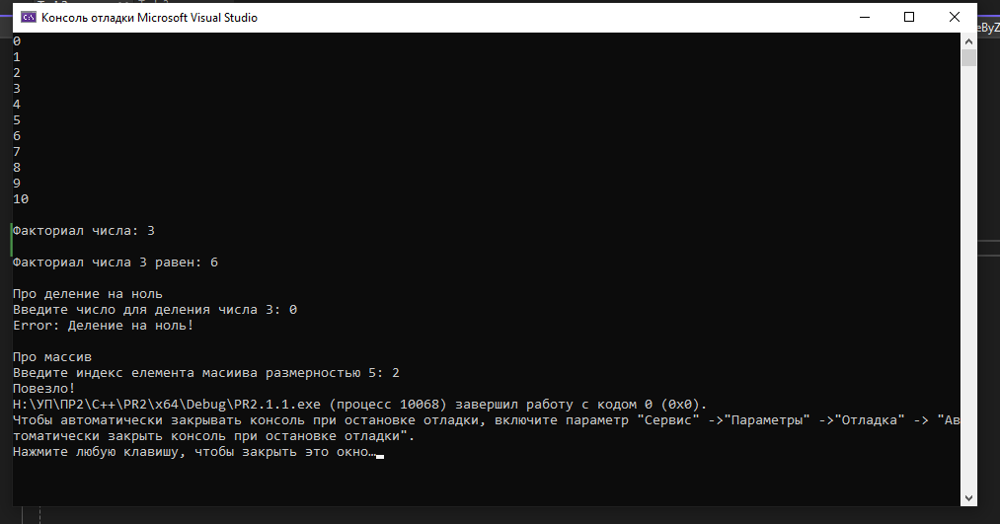 Консоль отладки Microsoft Visual Studio
0
1
2
3
4
5
6
7
8
9
10
Факториал числа: 3
Факториал числа 3 равен: 6
Про деление на ноль
Введите число для деления числа 3: 0
Error: Деление на ноль!
Про массив
Введите индекс елемента масиива размерностью 5: 2
Повезло!
H:\УП\ПР2\C++\PR2\x64\Debug\PR2.1.1.exe (процесс 10068) завершил работу с кодом 0 (0x0).
Чтобы автоматически закрывать консоль при остановке отладки, включите параметр "Сервис" ->"Параметры" ->"Отладка" -> "Ав
томатически закрыть консоль при остановке отладки".
Нажмите любую клавишу, чтобы закрыть это окно…